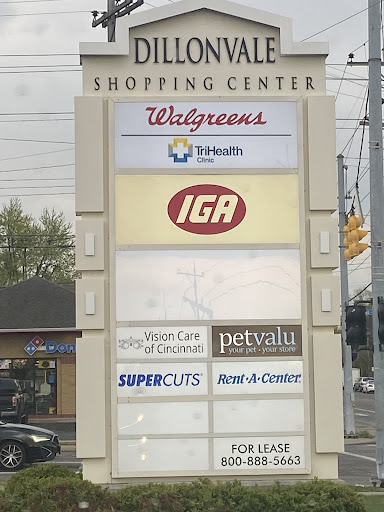 DILLONVALE
SHOPPING CENTER
Walgreens
TriHealth
Clinic
IGA
Vision Care
of Cincinnati
petvalu
your pet • your store
SUPERCUTS
Rent-A-Center
FOR LEASE
800-888-5663